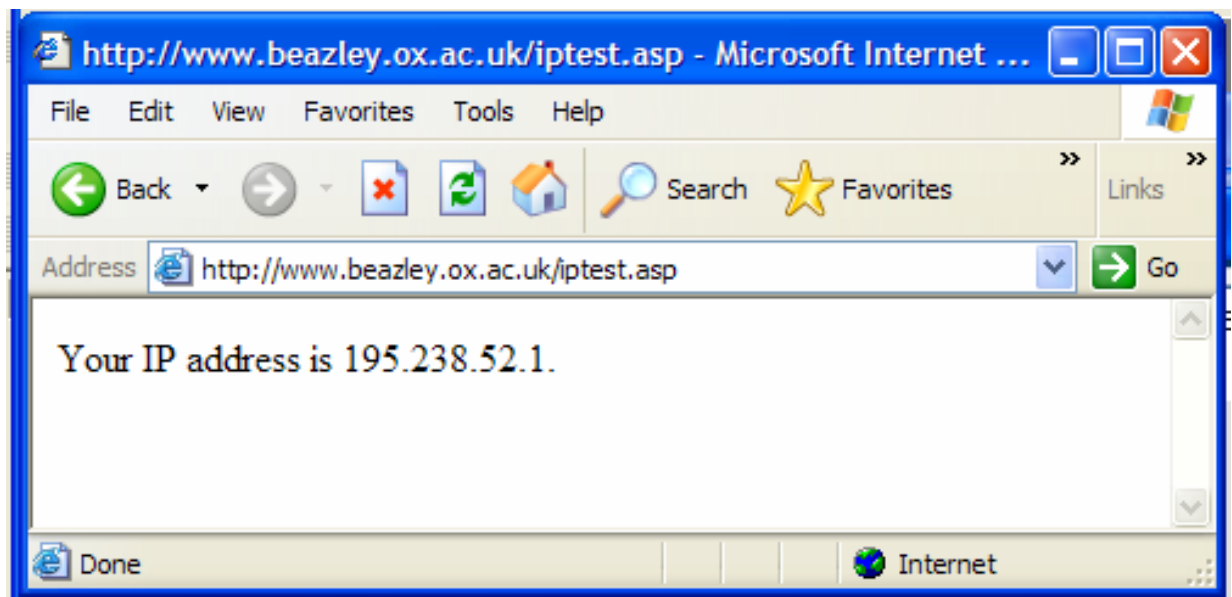 http://www.beazley.ox.ac.uk/iptest.asp - Microsoft Internet ...
File Edit View Favorites Tools Help
Back Search Favorites » Links »
Address http://www.beazley.ox.ac.uk/iptest.asp Go
Your IP address is 195.238.52.1.
Done Internet